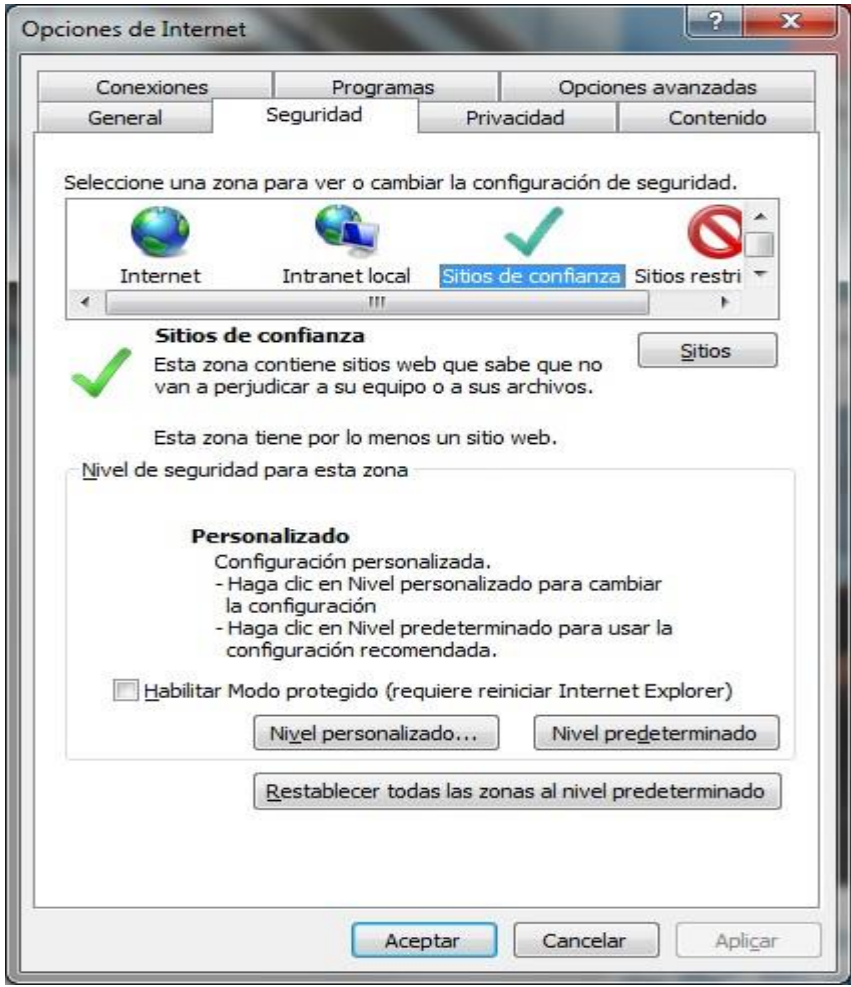 Opciones de Internet
Conexiones Programas Opciones avanzadas
General Seguridad Privacidad Contenido
Seleccione una zona para ver o cambiar la configuración de seguridad.
Internet Intranet local Sitios de confianza Sitios restri
Sitios de confianza
Sitios
Esta zona contiene sitios web que sabe que no
van a perjudicar a su equipo o a sus archivos.
Esta zona tiene por lo menos un sitio web.
Nivel de seguridad para esta zona
Personalizado
Configuración personalizada.
- Haga clic en Nivel personalizado para cambiar
la configuración
- Haga clic en Nivel predeterminado para usar la
configuración recomendada.
Habilitar Modo protegido (requiere reiniciar Internet Explorer)
Nivel personalizado... Nivel predeterminado
Restablecer todas las zonas al nivel predeterminado
Aceptar Cancelar Aplicar